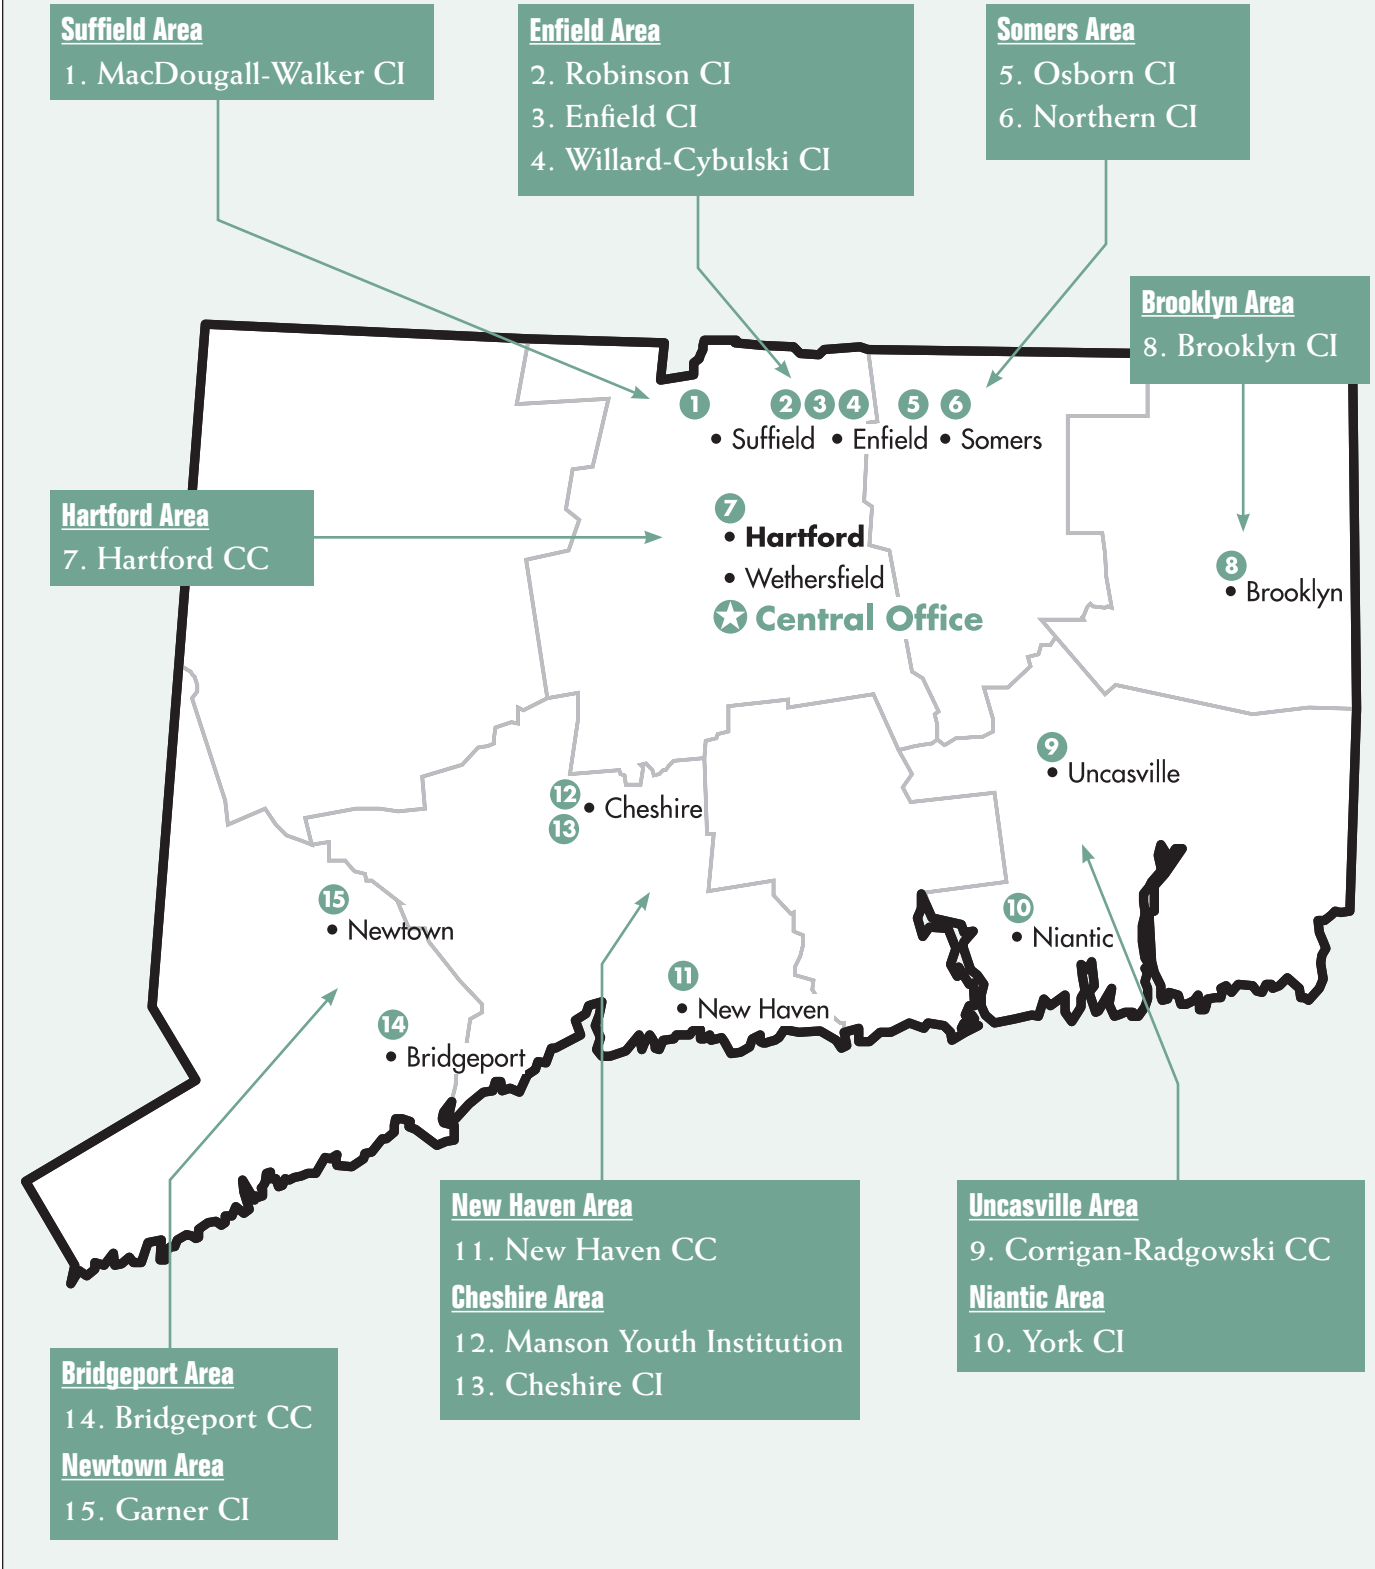 Suffield Area
1. MacDougall-Walker CI
Enfield Area
2. Robinson CI
3. Enfield CI
4. Willard-Cybulski CI
Somers Area
5. Osborn CI
6. Northern CI
Brooklyn Area
8. Brooklyn CI
1
2
3
4
5
6
Suffield
Enfield
Somers
Hartford Area
7. Hartford CC
7
Hartford
Wethersfield
Central Office
8
Brooklyn
9
Uncasville
12
Cheshire
13
15
Newtown
10
Niantic
11
New Haven
14
Bridgeport
New Haven Area
11. New Haven CC
Cheshire Area
12. Manson Youth Institution
13. Cheshire CI
Uncasville Area
9. Corrigan-Radgowski CC
Niantic Area
10. York CI
Bridgeport Area
14. Bridgeport CC
Newtown Area
15. Garner CI